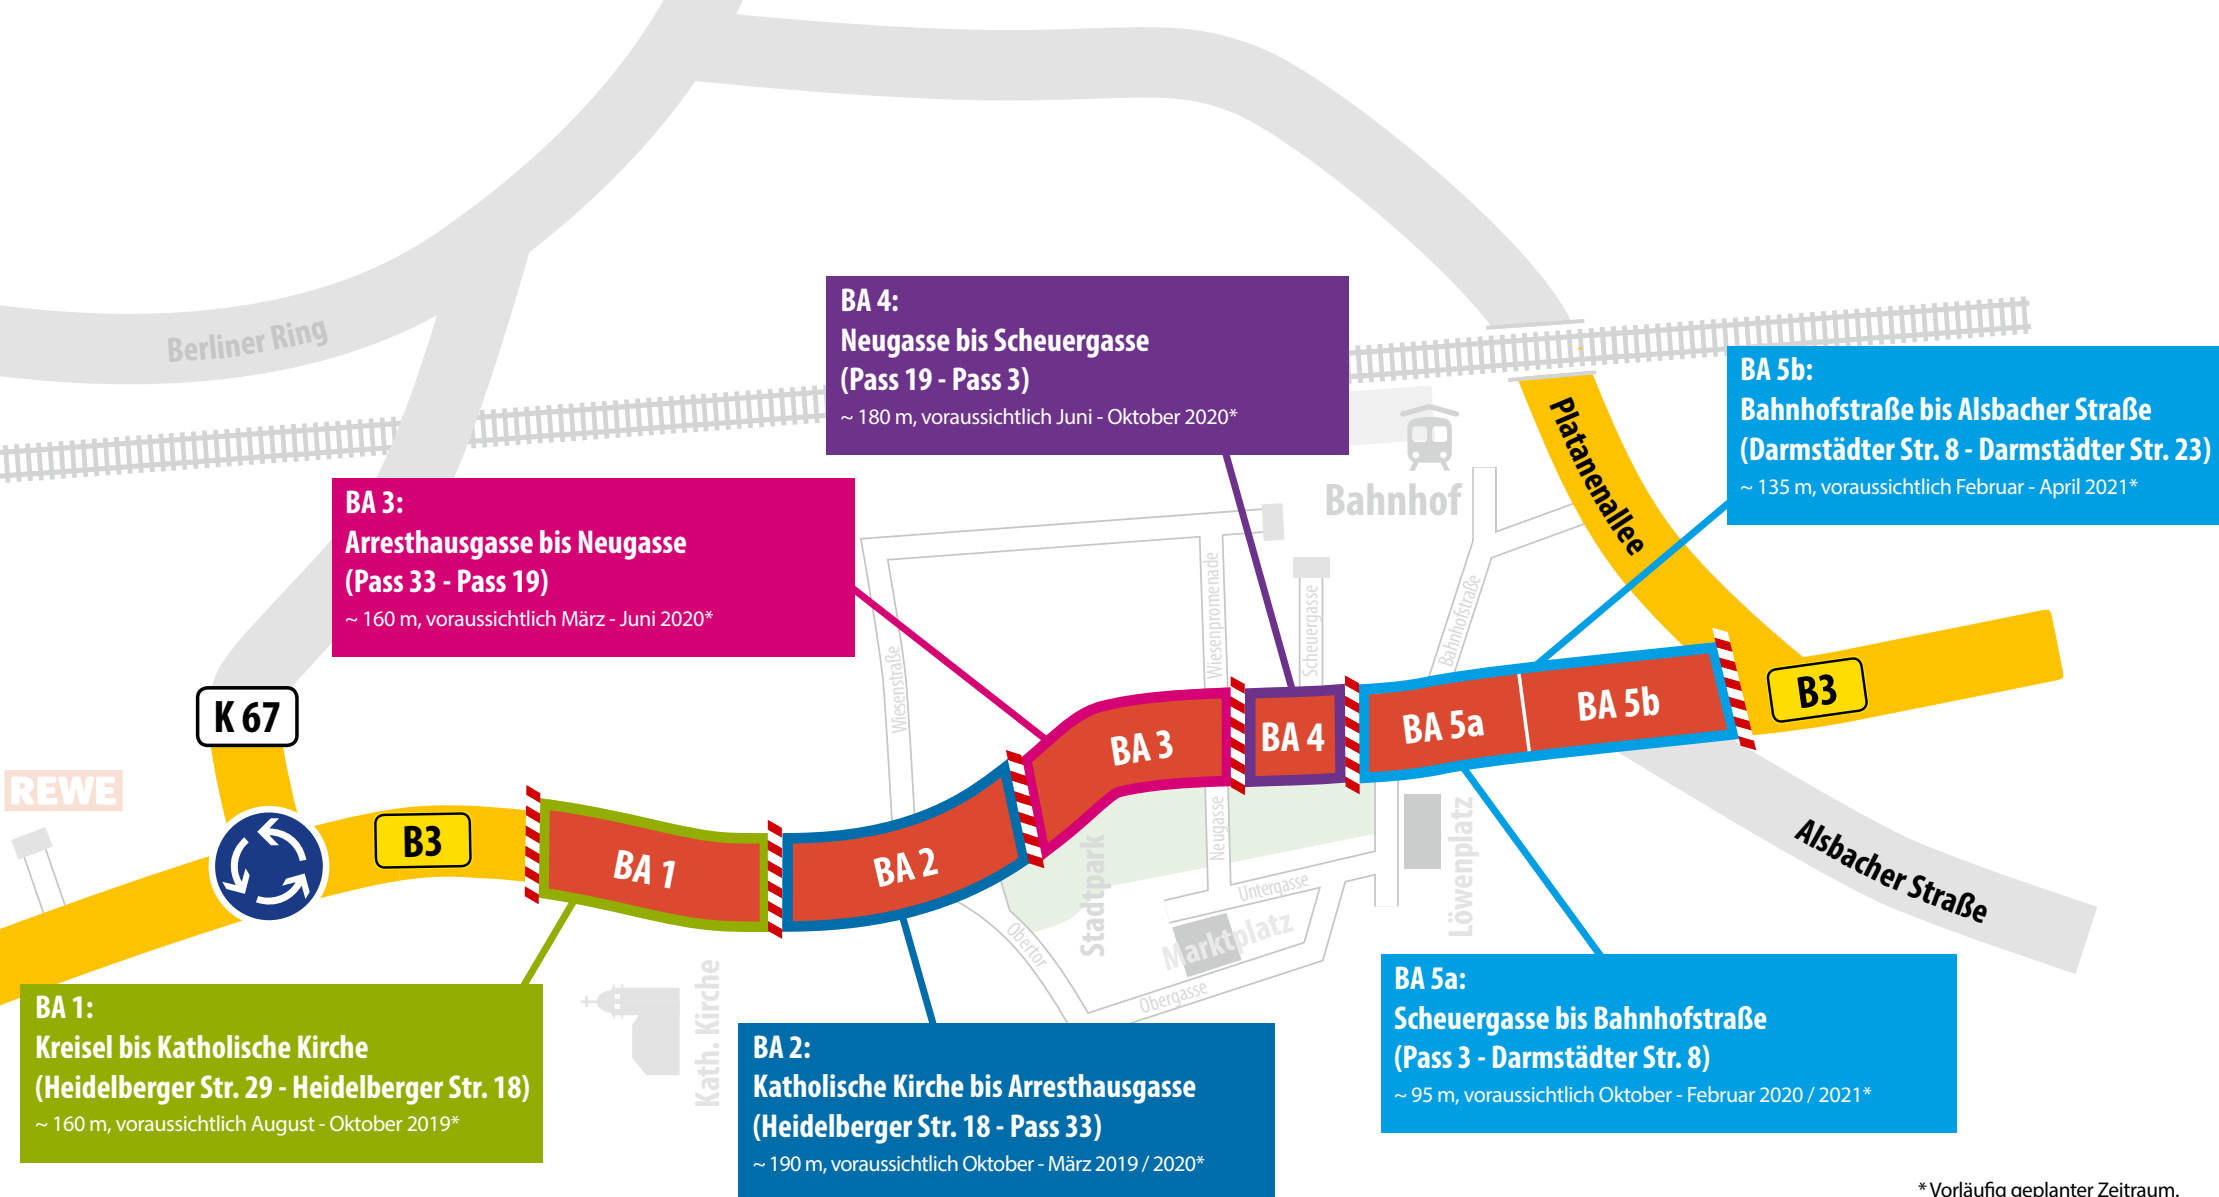 Berliner Ring
BA 4:
Neugasse bis Scheuergasse
(Pass 19 - Pass 3)
~ 180 m, voraussichtlich Juni - Oktober 2020*
BA 5b:
Bahnhofstraße bis Alsbacher Straße
(Darmstädter Str. 8 - Darmstädter Str. 23)
~ 135 m, voraussichtlich Februar - April 2021*
BA 3:
Arresthausgasse bis Neugasse
(Pass 33 - Pass 19)
~ 160 m, voraussichtlich März - Juni 2020*
Bahnhof
Platanenallee
Wiesenstraße
Wiesenpromenade
Scheuergasse
Bahnhofstraße
K 67
B3
REWE
B3
BA 1
BA 2
BA 3
BA 4
BA 5a
BA 5b
Neugasse
Stadtpark
Untergasse
Marktplatz
Obertor
Obergasse
Löwenplatz
Alsbacher Straße
Kath. Kirche
BA 1:
Kreisel bis Katholische Kirche
(Heidelberger Str. 29 - Heidelberger Str. 18)
~ 160 m, voraussichtlich August - Oktober 2019*
BA 2:
Katholische Kirche bis Arresthausgasse
(Heidelberger Str. 18 - Pass 33)
~ 190 m, voraussichtlich Oktober - März 2019 / 2020*
BA 5a:
Scheuergasse bis Bahnhofstraße
(Pass 3 - Darmstädter Str. 8)
~ 95 m, voraussichtlich Oktober - Februar 2020 / 2021*
* Vorläufig geplanter Zeitraum.